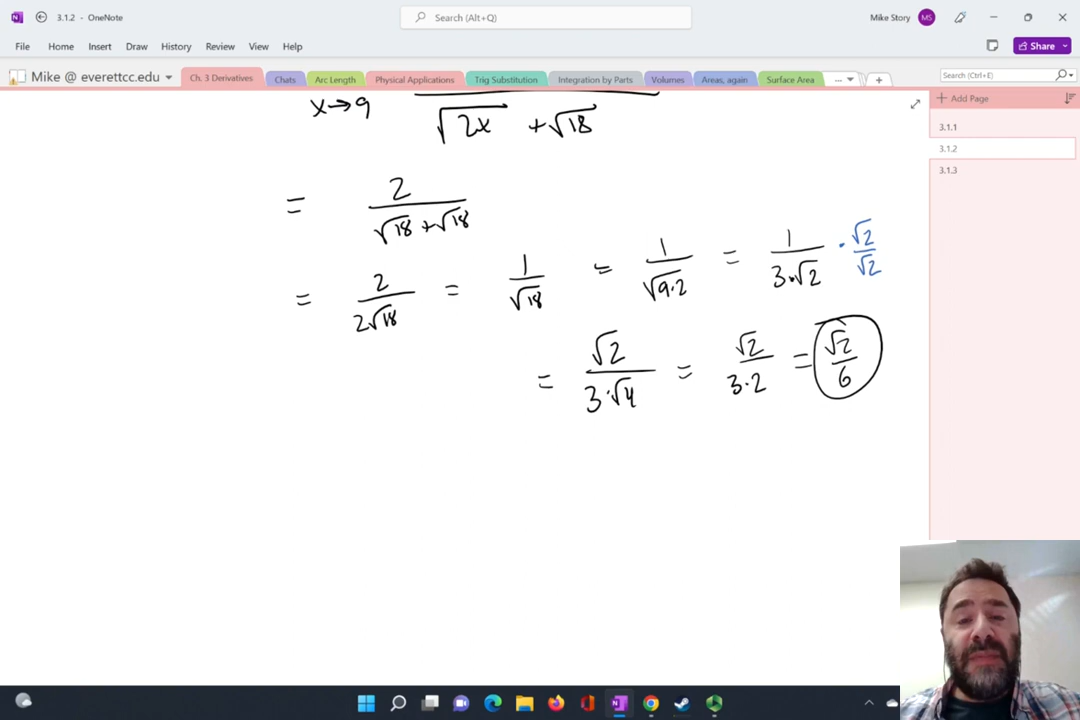 3.1.2 - OneNote
Search (Alt+Q)
Mike Story
MS
File Home Insert Draw History Review View Help
Share
Mike @ everettcc.edu
Ch. 3 Derivatives Chats Arc Length Physical Applications Trig Substitution Integration by Parts Volumes Areas, again Surface Area ... +
Search (Ctrl+E)
+ Add Page
3.1.1
3.1.2
3.1.3
x→9 √2x + √18
= 2/(√18+√18)
= 2/(2√18) = 1/√18 = 1/√(9·2) = 1/(3·√2) · √2/√2
= √2/(3·√4) = √2/(3·2) = √2/6